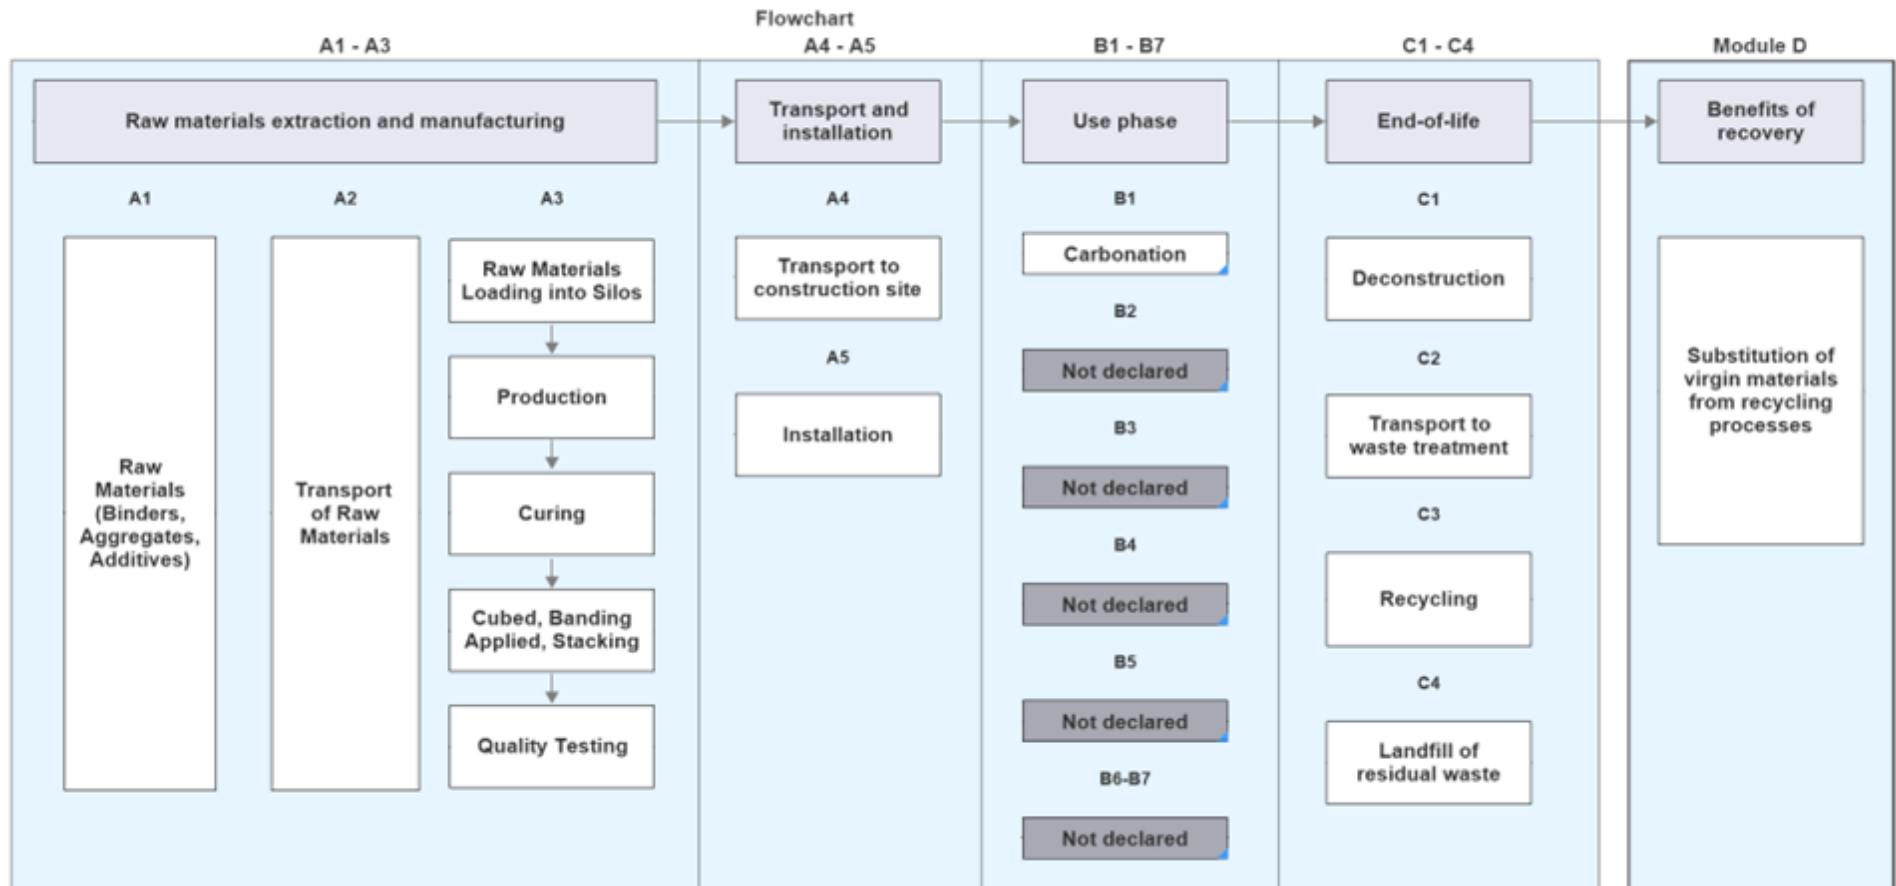 Flowchart
A1 - A3
A4 - A5
B1 - B7
C1 - C4
Module D
Raw materials extraction and manufacturing
Transport and
installation
Use phase
End-of-life
Benefits of
recovery
A1
Raw
Materials
(Binders,
Aggregates,
Additives)
A2
Transport
of Raw
Materials
A3
Raw Materials
Loading into Silos
Production
Curing
Cubed, Banding
Applied, Stacking
Quality Testing
A4
Transport to
construction site
A5
Installation
B1
Carbonation
B2
Not declared
B3
Not declared
B4
Not declared
B5
Not declared
B6-B7
Not declared
C1
Deconstruction
C2
Transport to
waste treatment
C3
Recycling
C4
Landfill of
residual waste
Substitution of
virgin materials
from recycling
processes